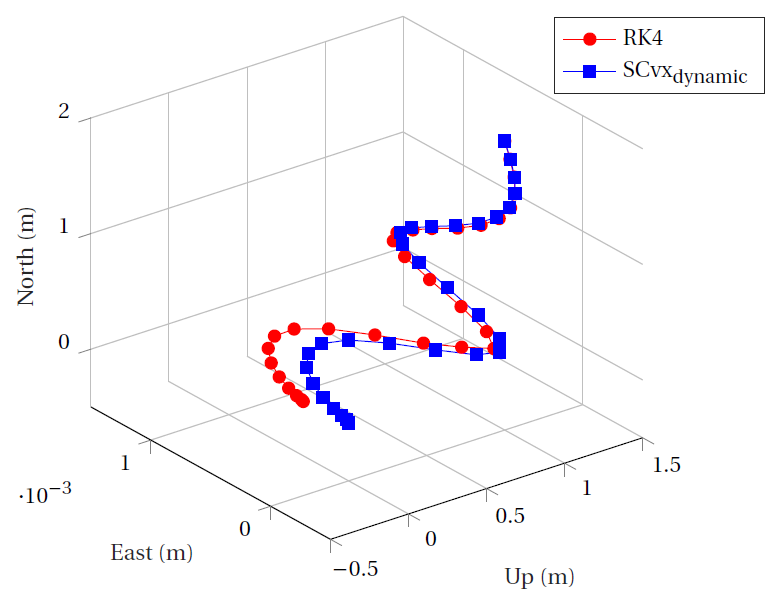 RK4
SCvx_dynamic
2
1
0
North (m)
1
0
·10⁻³
East (m)
−0.5
0
0.5
1
1.5
Up (m)